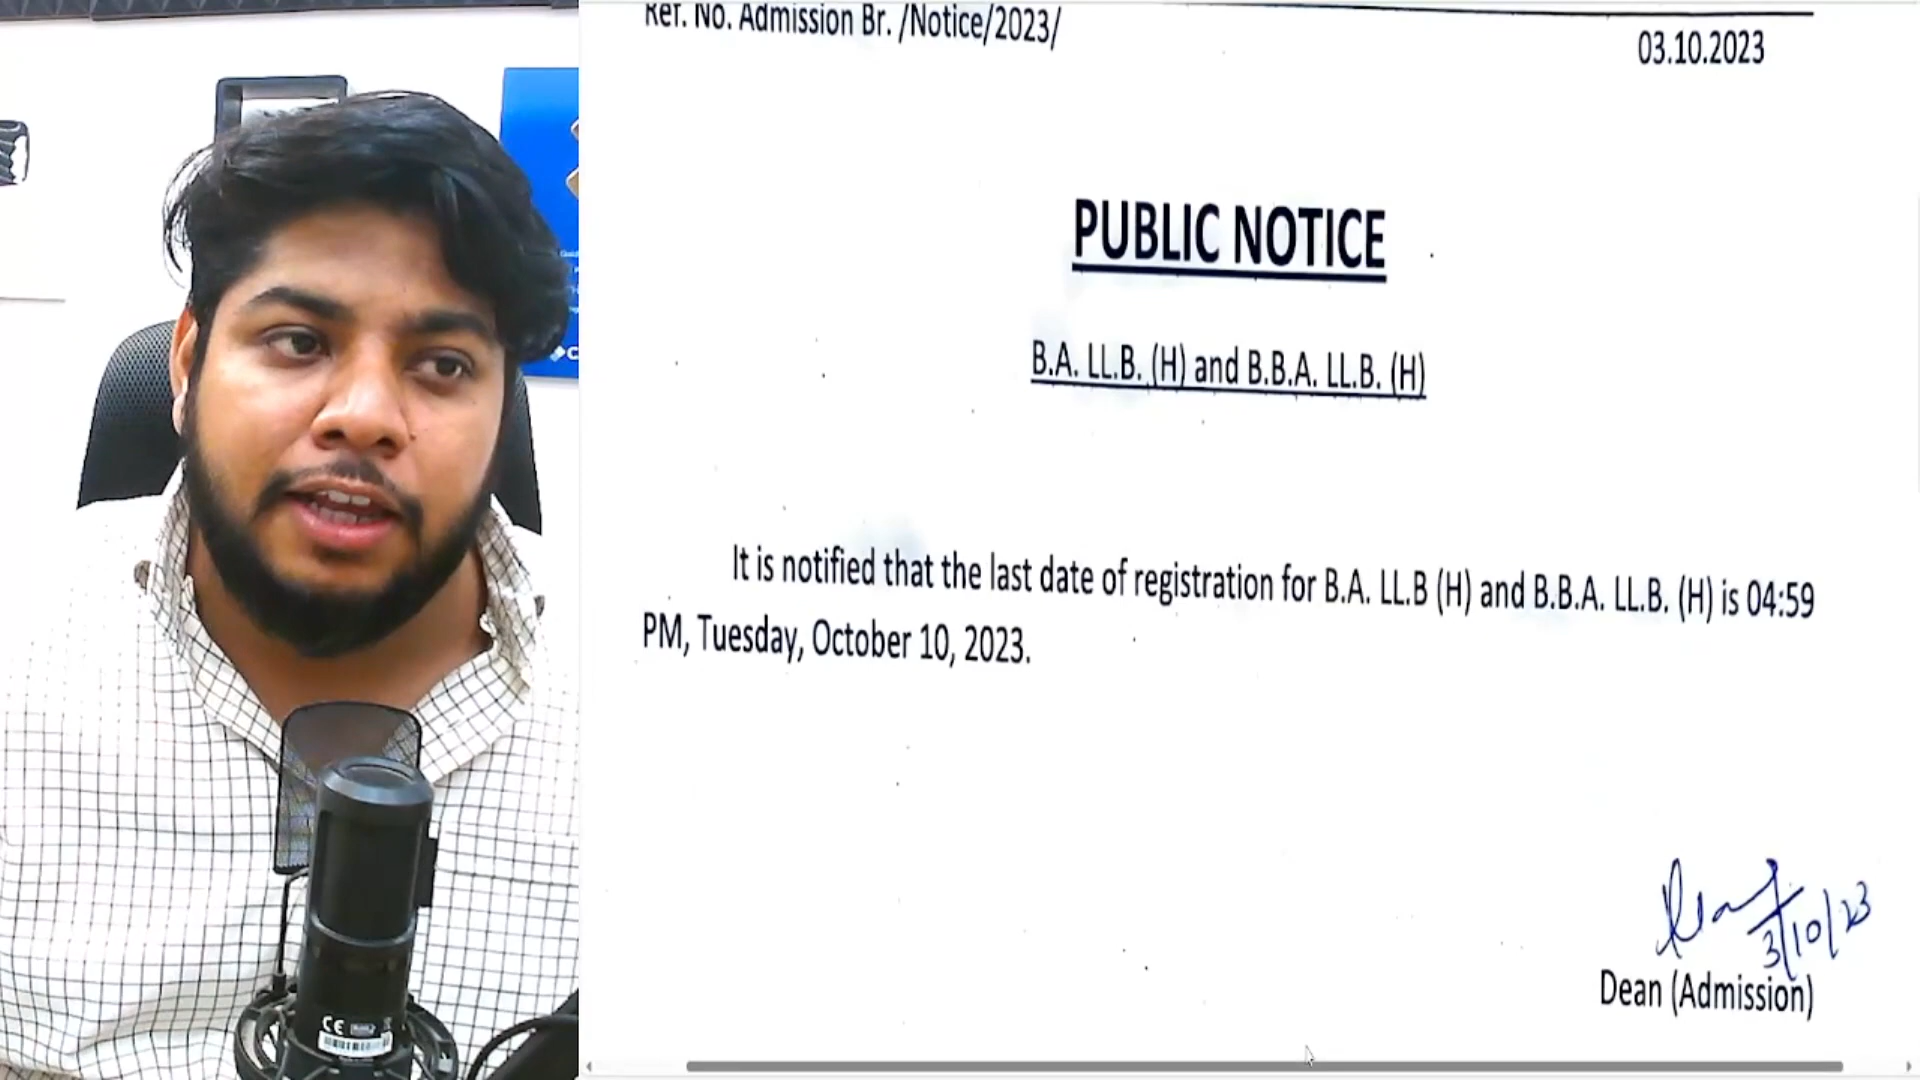 Ref. No. Admission Br. /Notice/2023/
03.10.2023
PUBLIC NOTICE
B.A. LL.B. (H) and B.B.A. LL.B. (H)
It is notified that the last date of registration for B.A. LL.B (H) and B.B.A. LL.B. (H) is 04:59
PM, Tuesday, October 10, 2023.
3/10/23
Dean (Admission)
CE